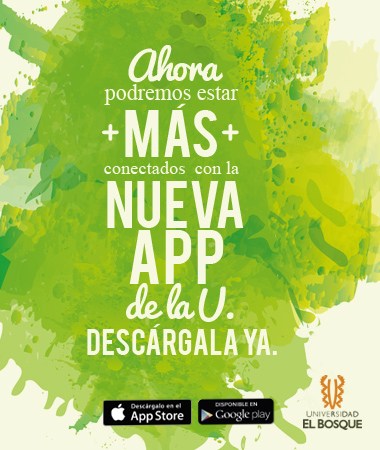 Ahora
podremos estar
+MÁS+
conectados con la
NUEVA
APP
de la U.
DESCÁRGALA YA.
Descárgalo en el
App Store
DISPONIBLE EN
Google play
UNIVERSIDAD
EL BOSQUE